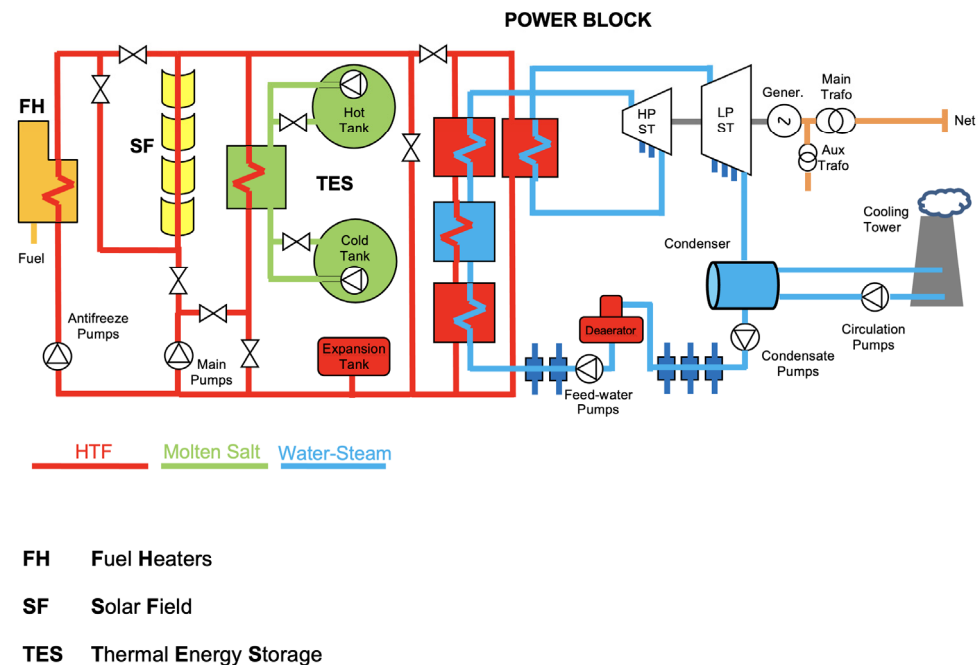 POWER BLOCK
FH
SF
Fuel
Antifreeze
Pumps
Main
Pumps
Hot
Tank
TES
Cold
Tank
Expansion
Tank
HP
ST
LP
ST
Gener.
Main
Trafo
Net
Aux
Trafo
Cooling
Tower
Condenser
Deaerator
Feed-water
Pumps
Condensate
Pumps
Circulation
Pumps
HTF
Molten Salt
Water-Steam
FH Fuel Heaters
SF Solar Field
TES Thermal Energy Storage